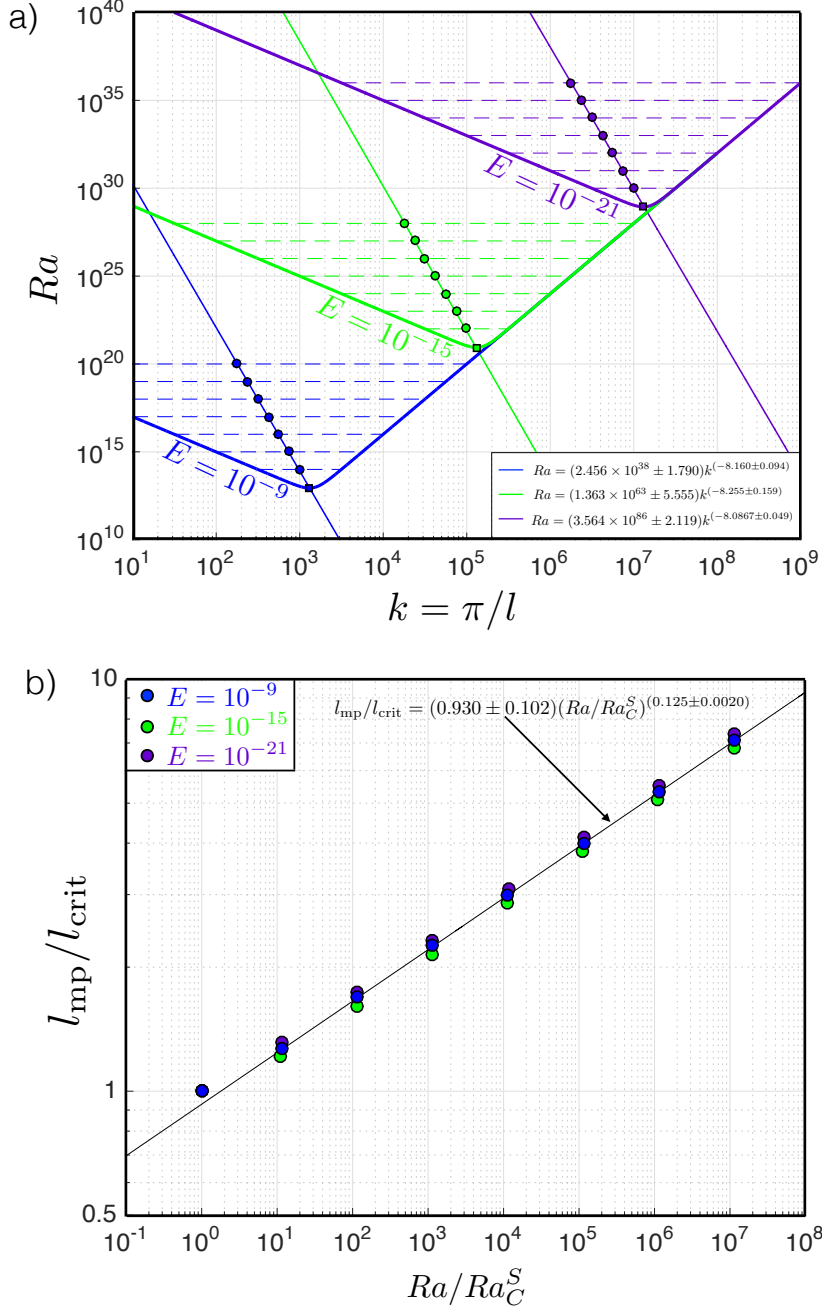 a)
10^40
10^35
10^30
10^25
10^20
10^15
10^10
Ra
E = 10^−21
E = 10^−15
E = 10^−9
Ra = (2.456 × 10^38 ± 1.790)k^(−8.160±0.094)
Ra = (1.363 × 10^63 ± 5.555)k^(−8.255±0.159)
Ra = (3.564 × 10^86 ± 2.119)k^(−8.0867±0.049)
10^1 10^2 10^3 10^4 10^5 10^6 10^7 10^8 10^9
k = π/l
b)
10
1
0.5
l_mp/l_crit
E = 10^−9
E = 10^−15
E = 10^−21
l_mp/l_crit = (0.930 ± 0.102)(Ra/Ra_C^S)^(0.125±0.0020)
10^-1 10^0 10^1 10^2 10^3 10^4 10^5 10^6 10^7 10^8
Ra/Ra_C^S